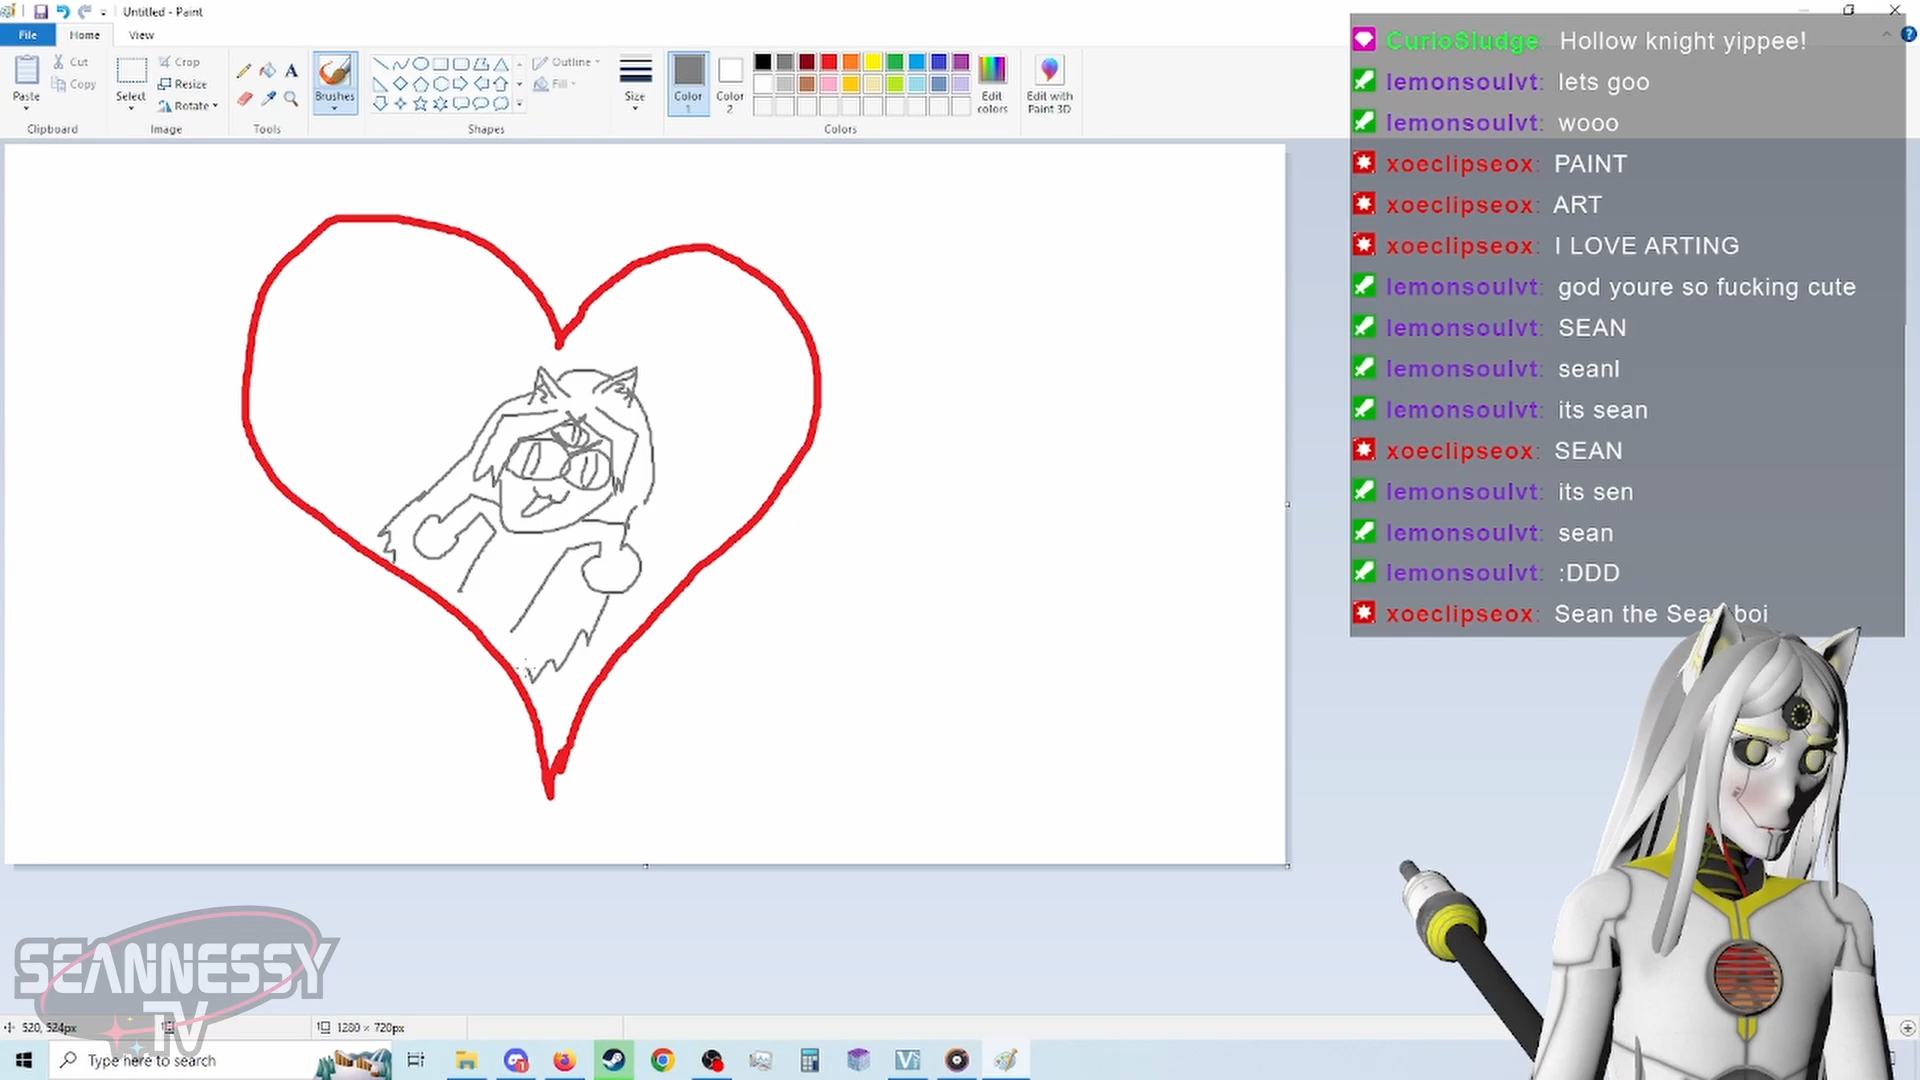 Untitled - Paint
File Home View
Paste
Cut
Copy
Clipboard
Select
Crop
Resize
Rotate
Image
A
Tools
Brushes
Outline
Fill
Shapes
Size
Color 1
Color 2
Edit colors
Edit with Paint 3D
Colors
CurioSludge: Hollow knight yippee!
lemonsoulvt: lets goo
lemonsoulvt: wooo
xoeclipseox: PAINT
xoeclipseox: ART
xoeclipseox: I LOVE ARTING
lemonsoulvt: god youre so fucking cute
lemonsoulvt: SEAN
lemonsoulvt: seanl
lemonsoulvt: its sean
xoeclipseox: SEAN
lemonsoulvt: its sen
lemonsoulvt: sean
lemonsoulvt: :DDD
xoeclipseox: Sean the boi
SEANNESSY
TV
520, 524px
1280 × 720px
Type here to search